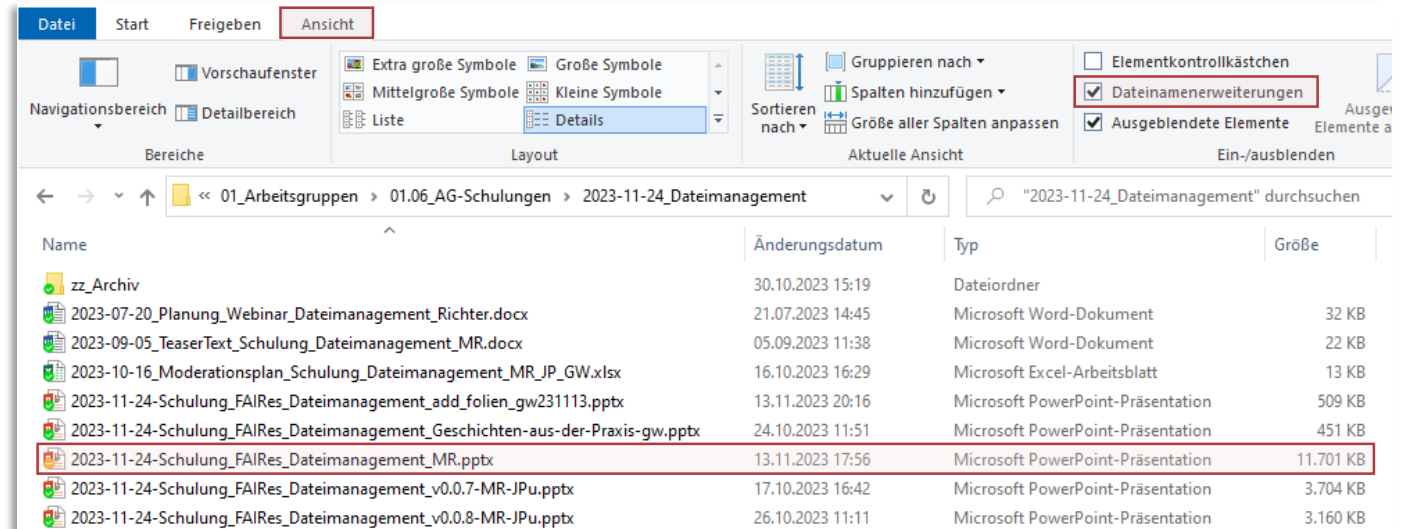 Datei Start Freigeben Ansicht
Navigationsbereich
Vorschaufenster
Detailbereich
Bereiche
Extra große Symbole Große Symbole
Mittelgroße Symbole Kleine Symbole
Liste Details
Layout
Sortieren nach
Gruppieren nach
Spalten hinzufügen
Größe aller Spalten anpassen
Aktuelle Ansicht
Elementkontrollkästchen
Dateinamenerweiterungen
Ausgeblendete Elemente
Ein-/ausblenden
« 01_Arbeitsgruppen › 01.06_AG-Schulungen › 2023-11-24_Dateimanagement
"2023-11-24_Dateimanagement" durchsuchen
Name Änderungsdatum Typ Größe
zz_Archiv 30.10.2023 15:19 Dateiordner
2023-07-20_Planung_Webinar_Dateimanagement_Richter.docx 21.07.2023 14:45 Microsoft Word-Dokument 32 KB
2023-09-05_TeaserText_Schulung_Dateimanagement_MR.docx 05.09.2023 11:38 Microsoft Word-Dokument 22 KB
2023-10-16_Moderationsplan_Schulung_Dateimanagement_MR_JP_GW.xlsx 16.10.2023 16:29 Microsoft Excel-Arbeitsblatt 13 KB
2023-11-24-Schulung_FAIRes_Dateimanagement_add_folien_gw231113.pptx 13.11.2023 20:16 Microsoft PowerPoint-Präsentation 509 KB
2023-11-24-Schulung_FAIRes_Dateimanagement_Geschichten-aus-der-Praxis-gw.pptx 24.10.2023 11:51 Microsoft PowerPoint-Präsentation 451 KB
2023-11-24-Schulung_FAIRes_Dateimanagement_MR.pptx 13.11.2023 17:56 Microsoft PowerPoint-Präsentation 11.701 KB
2023-11-24-Schulung_FAIRes_Dateimanagement_v0.0.7-MR-JPu.pptx 17.10.2023 16:42 Microsoft PowerPoint-Präsentation 3.704 KB
2023-11-24-Schulung_FAIRes_Dateimanagement_v0.0.8-MR-JPu.pptx 26.10.2023 11:11 Microsoft PowerPoint-Präsentation 3.160 KB